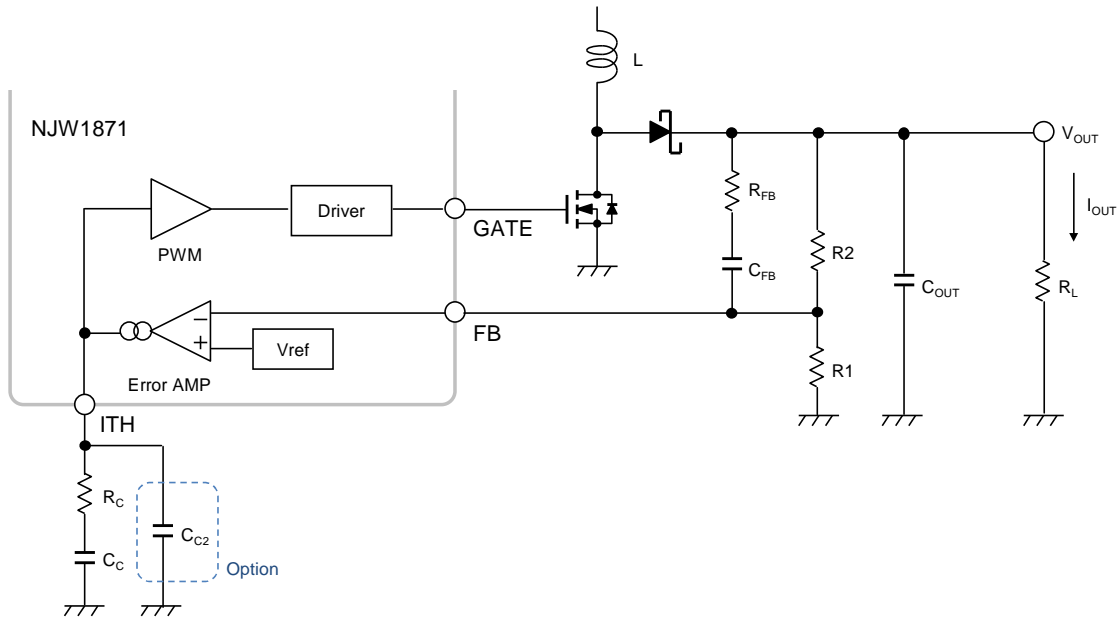 L
NJW1871
V_OUT
R_FB
Driver
I_OUT
GATE
PWM
R2
C_FB
C_OUT
R_L
−
FB
+
Vref
R1
Error AMP
ITH
R_C
C_C2
C_C
Option